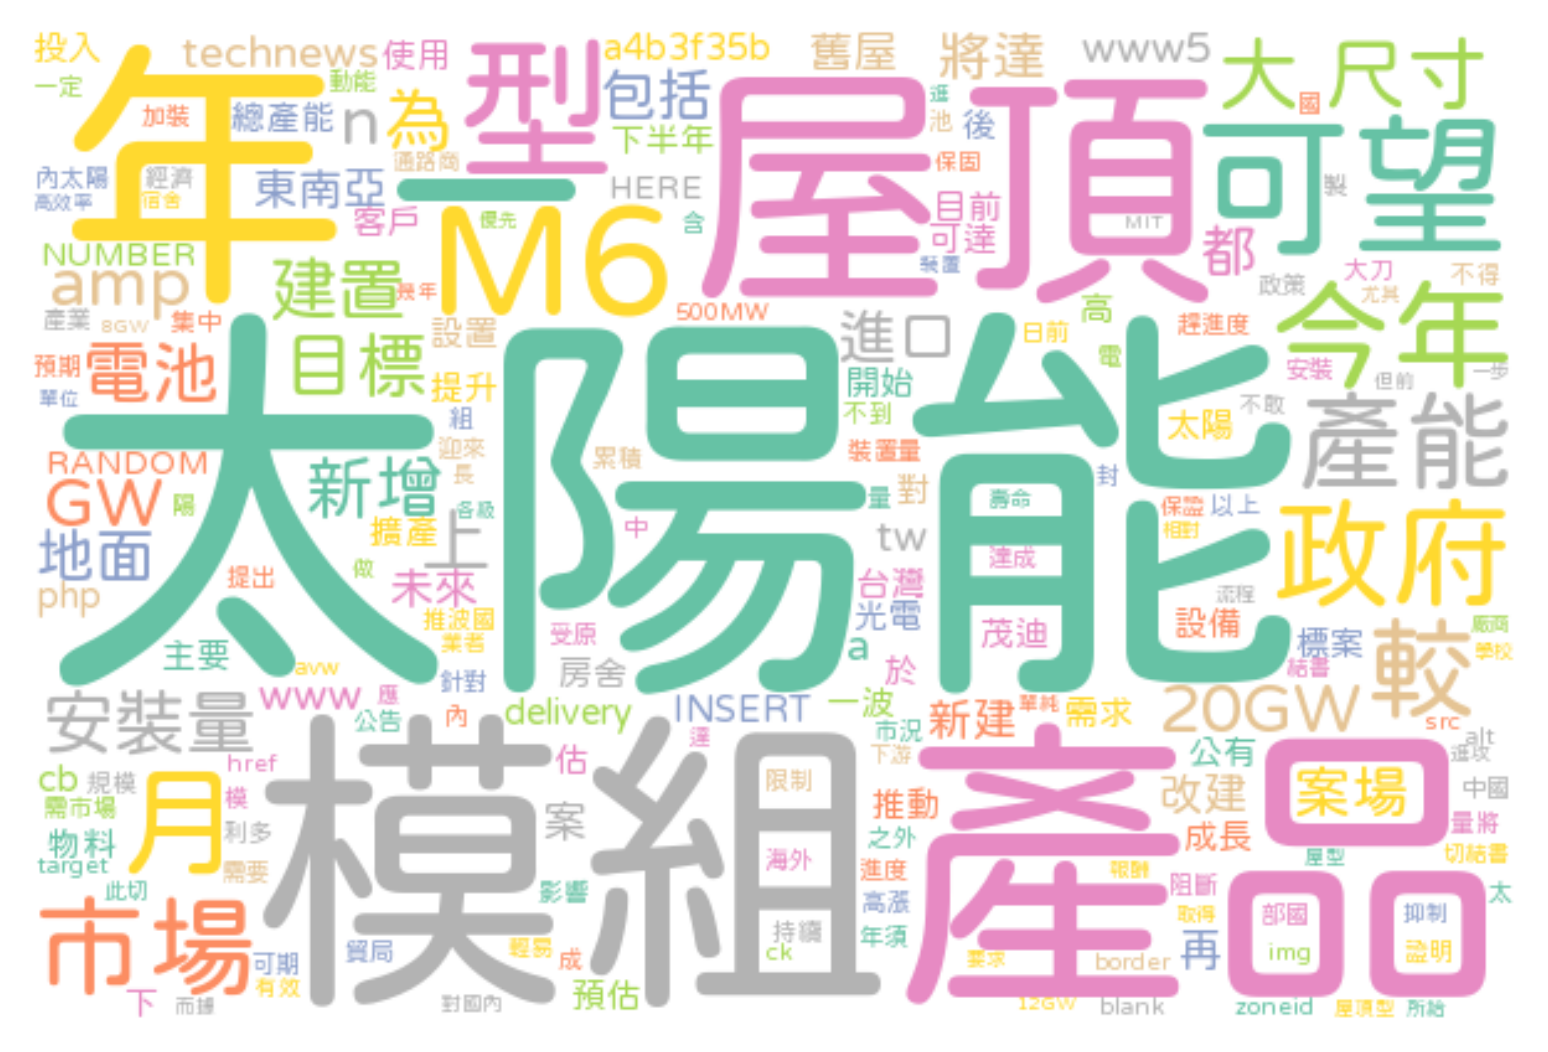 投入 technews 使用 型 a4b3f35b 舊屋 將達 www5 大尺寸
一定 年 動能 包括 屋頂 進 國
加裝 總產能 n 為 下半年 池 後 可望
內太陽 經濟 東南亞 通路商 一 HERE 保固 製
高效率 宿舍 客戶 M6 優先 含 目前 MIT
NUMBER 可達 都
amp 建置 幾年 裝置 政策 大刀 不得
尤其
產業 8GW 集中 設置 500MW 進口 高 日前 趕進度 今年
預期 電池 目標 提升 開始 電 安裝 但前 一步
單位 太陽能 組 不到 太陽 不敢 產能
RANDOM 新增 迎來 累積 裝置量 封
GW 陽 長 各級 量 對 壽命 保證 以上
地面 擴產 上 中 tw 相對 政府
php 提出 做 未來 達成 台灣 流程
推波國 受原 光電 茂迪 設備 標案 較 廠商
主要 業者 a 學校
avw 針對 房舍 於 結書
安裝量 www 應 公告 內 delivery INSERT 一波 新建 單耗 需求 20GW src
href 模組 估 達 市況 產品 公有 alt
cb 規模 月 模 限制 下游 改建 案場 進攻 中國
需市場 利多 案 推動 成長 量將
物料 之外 切結書
target 需要 海外 進度 報酬 屋型
此切 影響 高漲 阻斷 太
市場 持續 取得 部國 抑制
可期 貿局 輕易 成 ck 年須 要求 border 再 img 證明
有效
下 而據 對國內 預估 12GW blank zoneid 屋頂型 所給